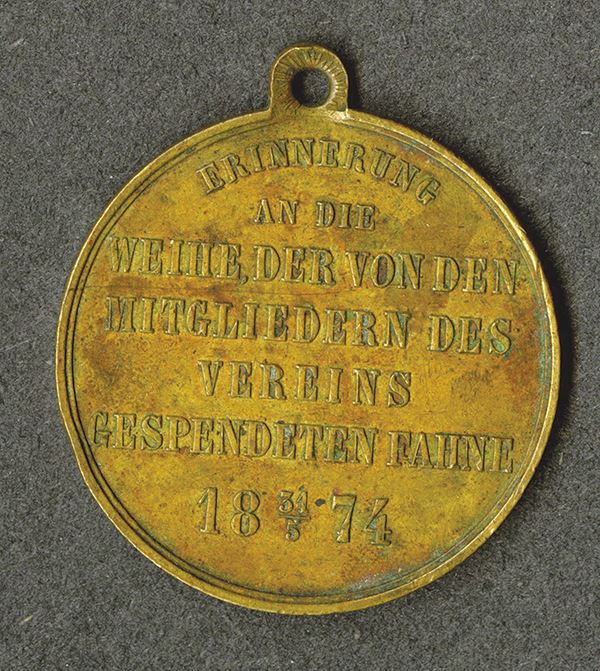 ERINNERUNG
AN DIE
WEIHE, DER VON DEN
MITGLIEDERN DES
VEREINS
GESPENDETEN FAHNE
18 31/5 74